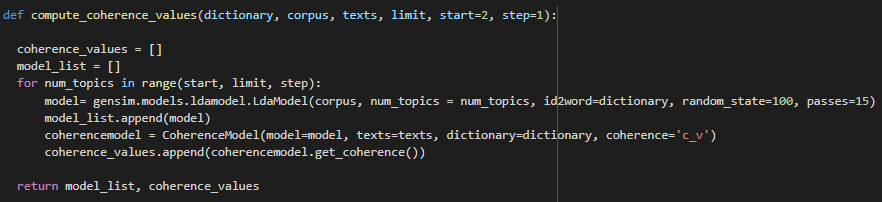 def compute_coherence_values(dictionary, corpus, texts, limit, start=2, step=1):

  coherence_values = []
  model_list = []
  for num_topics in range(start, limit, step):
      model= gensim.models.ldamodel.LdaModel(corpus, num_topics = num_topics, id2word=dictionary, random_state=100, passes=15)
      model_list.append(model)
      coherencemodel = CoherenceModel(model=model, texts=texts, dictionary=dictionary, coherence='c_v')
      coherence_values.append(coherencemodel.get_coherence())

  return model_list, coherence_values